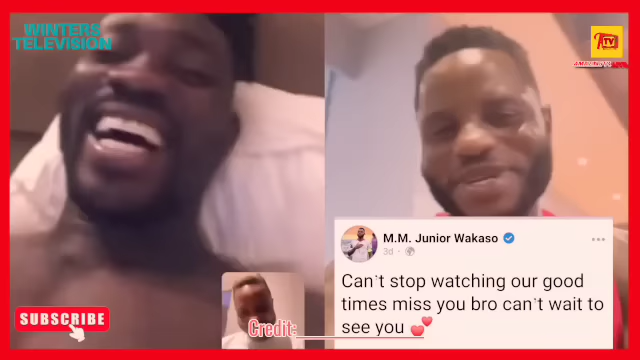 WINTERS
TELEVISION
TV
M.M. Junior Wakaso
3d
Can`t stop watching our good
times miss you bro can`t wait to
see you 💕
SUBSCRIBE
Credit: